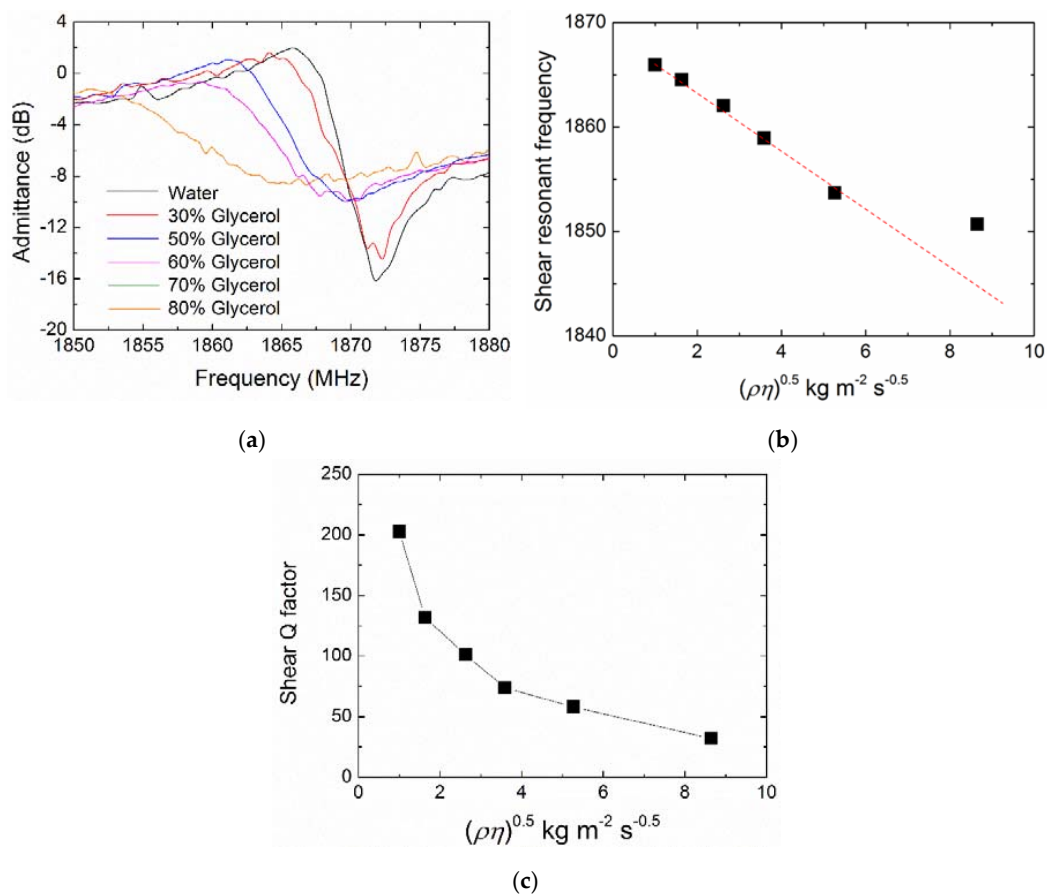 4
0
-4
-8
-12
-16
-20
Admittance (dB)
Water
30% Glycerol
50% Glycerol
60% Glycerol
70% Glycerol
80% Glycerol
1850 1855 1860 1865 1870 1875 1880
Frequency (MHz)
(a)
1870
1860
1850
1840
Shear resonant frequency
0 2 4 6 8 10
(ρη)^0.5 kg m^-2 s^-0.5
(b)
250
200
150
100
50
0
Shear Q factor
0 2 4 6 8 10
(ρη)^0.5 kg m^-2 s^-0.5
(c)